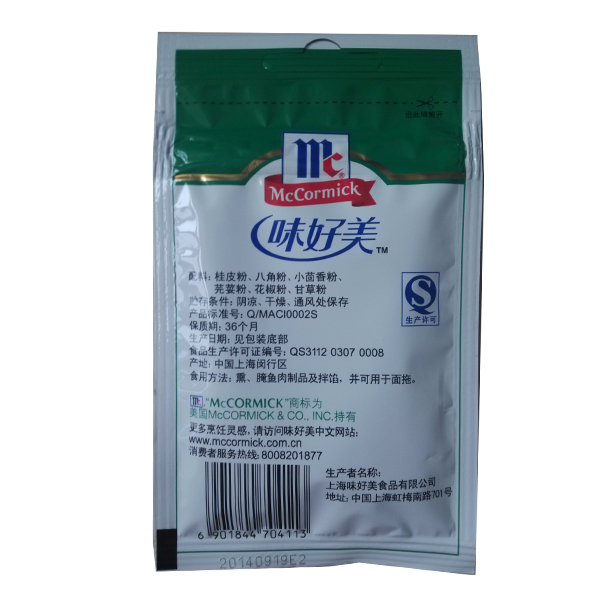 由此撕開
Mc®
McCormick
味好美™
配料: 桂皮粉、八角粉、小茴香粉、
芫荽粉、花椒粉、甘草粉
贮存条件: 阴凉、干燥、通风处保存
产品标准号: Q/MACI0002S
保质期: 36个月
生产日期: 见包装底部
食品生产许可证编号: QS3112 0307 0008
产地: 中国上海闵行区
食用方法: 熏、腌鱼肉制品及拌馅，并可用于面拖。
QS
生产许可
Mc,"McCORMICK"商标为
美国McCORMICK & CO., INC.持有
更多烹饪灵感, 请访问味好美中文网站:
www.mccormick.com.cn
消费者服务热线: 8008201877
6 901844 704113
生产者名称:
上海味好美食品有限公司
地址: 中国上海虹梅南路701号
20140919E2